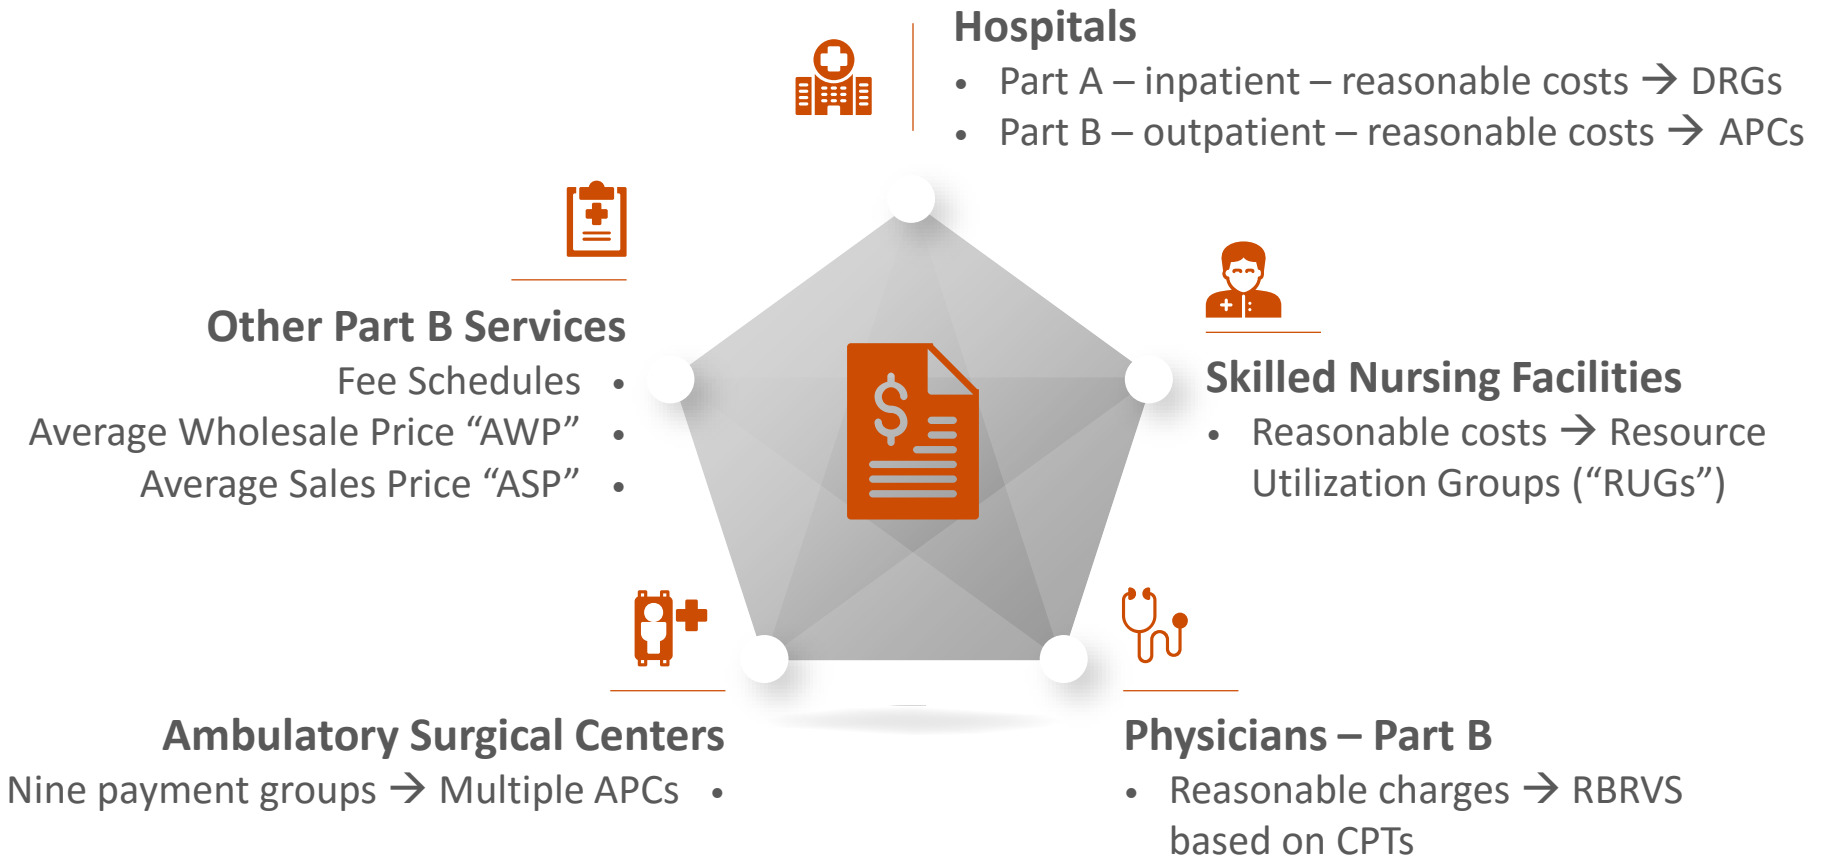 Hospitals
• Part A – inpatient – reasonable costs → DRGs
• Part B – outpatient – reasonable costs → APCs
Other Part B Services
Fee Schedules •
Average Wholesale Price “AWP” •
Average Sales Price “ASP” •
$
Skilled Nursing Facilities
• Reasonable costs → Resource
Utilization Groups (“RUGs”)
Ambulatory Surgical Centers
Nine payment groups → Multiple APCs •
Physicians – Part B
• Reasonable charges → RBRVS
based on CPTs